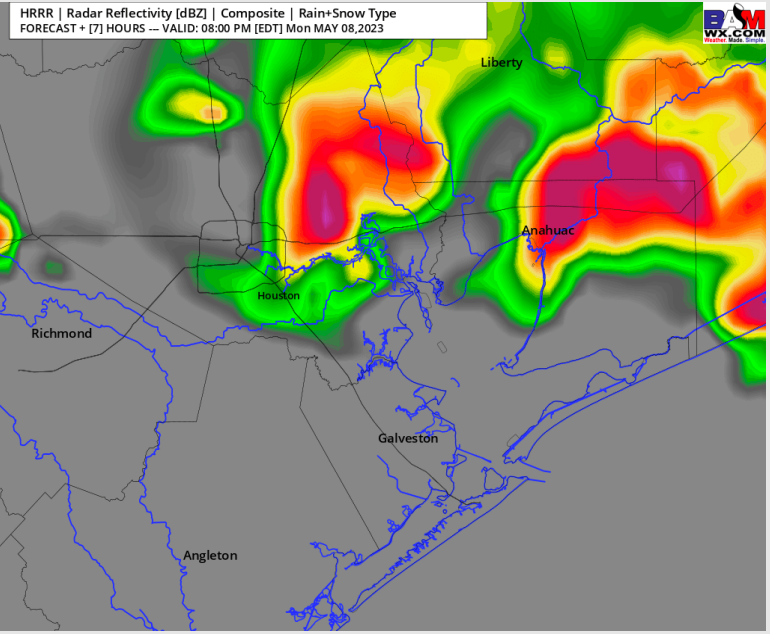 HRRR | Radar Reflectivity [dBZ] | Composite | Rain+Snow Type
FORECAST + [7] HOURS --- VALID: 08:00 PM [EDT] Mon MAY 08,2023
BAM
WX.COM
Weather. Made. Simple.
Liberty
Anahuac
Houston
Richmond
Galveston
Angleton